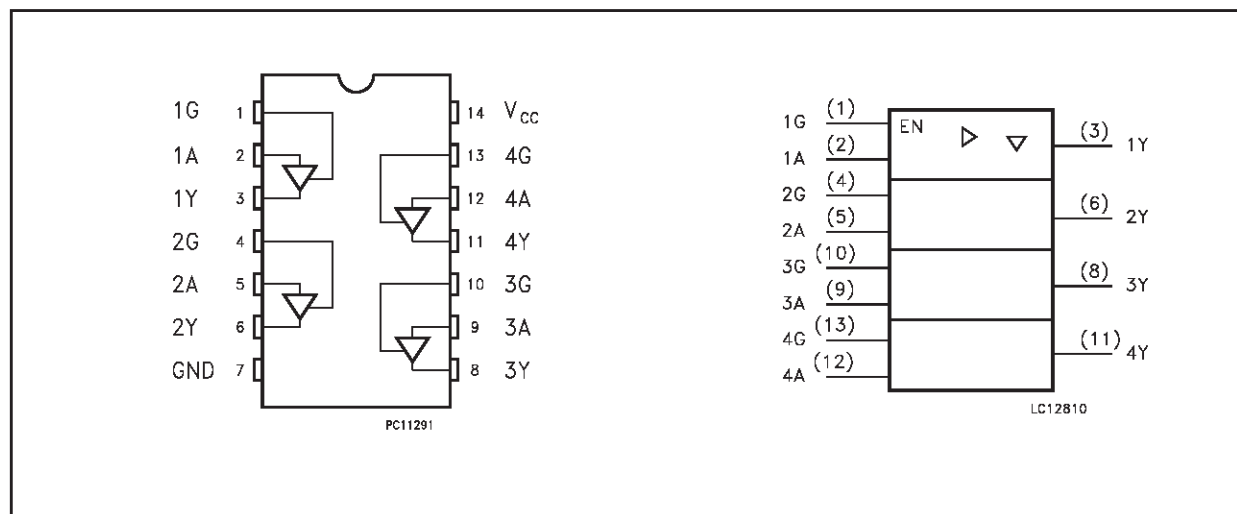 1G 1 14 VCC
1A 2 13 4G
1Y 3 12 4A
2G 4 11 4Y
2A 5 10 3G
2Y 6 9 3A
GND 7 8 3Y
PC11291
1G (1) EN (3) 1Y
1A (2)
2G (4) (6) 2Y
2A (5)
3G (10) (8) 3Y
3A (9)
4G (13) (11) 4Y
4A (12)
LC12810